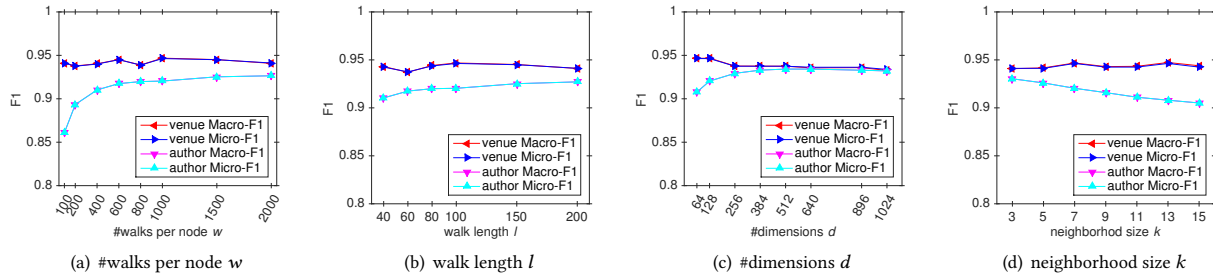 1
0.95
0.9
0.85
0.8
F1
venue Macro-F1
venue Micro-F1
author Macro-F1
author Micro-F1
100
200
400
600
800
1000
1500
2000
#walks per node w
(a) #walks per node w
1
0.95
0.9
0.85
0.8
F1
venue Macro-F1
venue Micro-F1
author Macro-F1
author Micro-F1
40 60 80 100 150 200
walk length l
(b) walk length l
1
0.95
0.9
0.85
0.8
F1
venue Macro-F1
venue Micro-F1
author Macro-F1
author Micro-F1
64
128
256
384
512
640
896
1024
#dimensions d
(c) #dimensions d
1
0.95
0.9
0.85
0.8
F1
venue Macro-F1
venue Micro-F1
author Macro-F1
author Micro-F1
3 5 7 9 11 13 15
neighborhod size k
(d) neighborhood size k